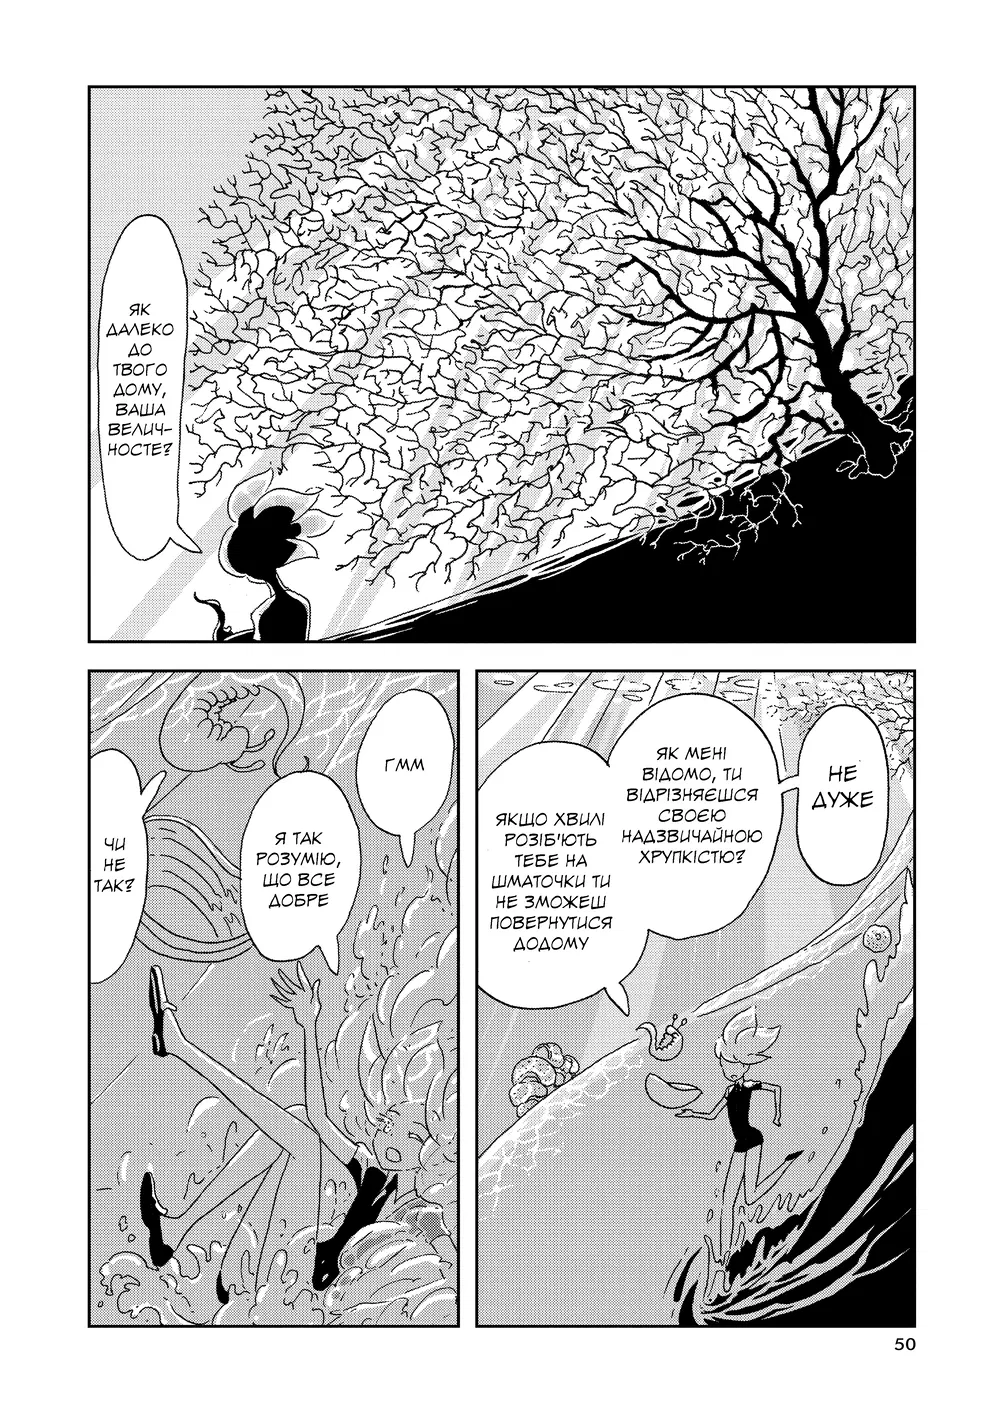 ЯК
ДАЛЕКО
ДО
ТВОГО
ДОМУ,
ВАША
ВЕЛИЧ-
НОСТЕ?
НЕ
ДУЖЕ
ЯК МЕНІ
ВІДОМО, ТИ
ВІДРІЗНЯЄШСЯ
СВОЄЮ
НАДЗВИЧАЙНОЮ
ХРУПКІСТЮ?
ЯКЩО ХВИЛІ
РОЗІБ'ЮТЬ
ТЕБЕ НА
ШМАТОЧКИ ТИ
НЕ ЗМОЖЕШ
ПОВЕРНУТИСЯ
ДОДОМУ
ҐММ
Я ТАК
РОЗУМІЮ,
ЩО ВСЕ
ДОБРЕ
ЧИ
НЕ
ТАК?
50